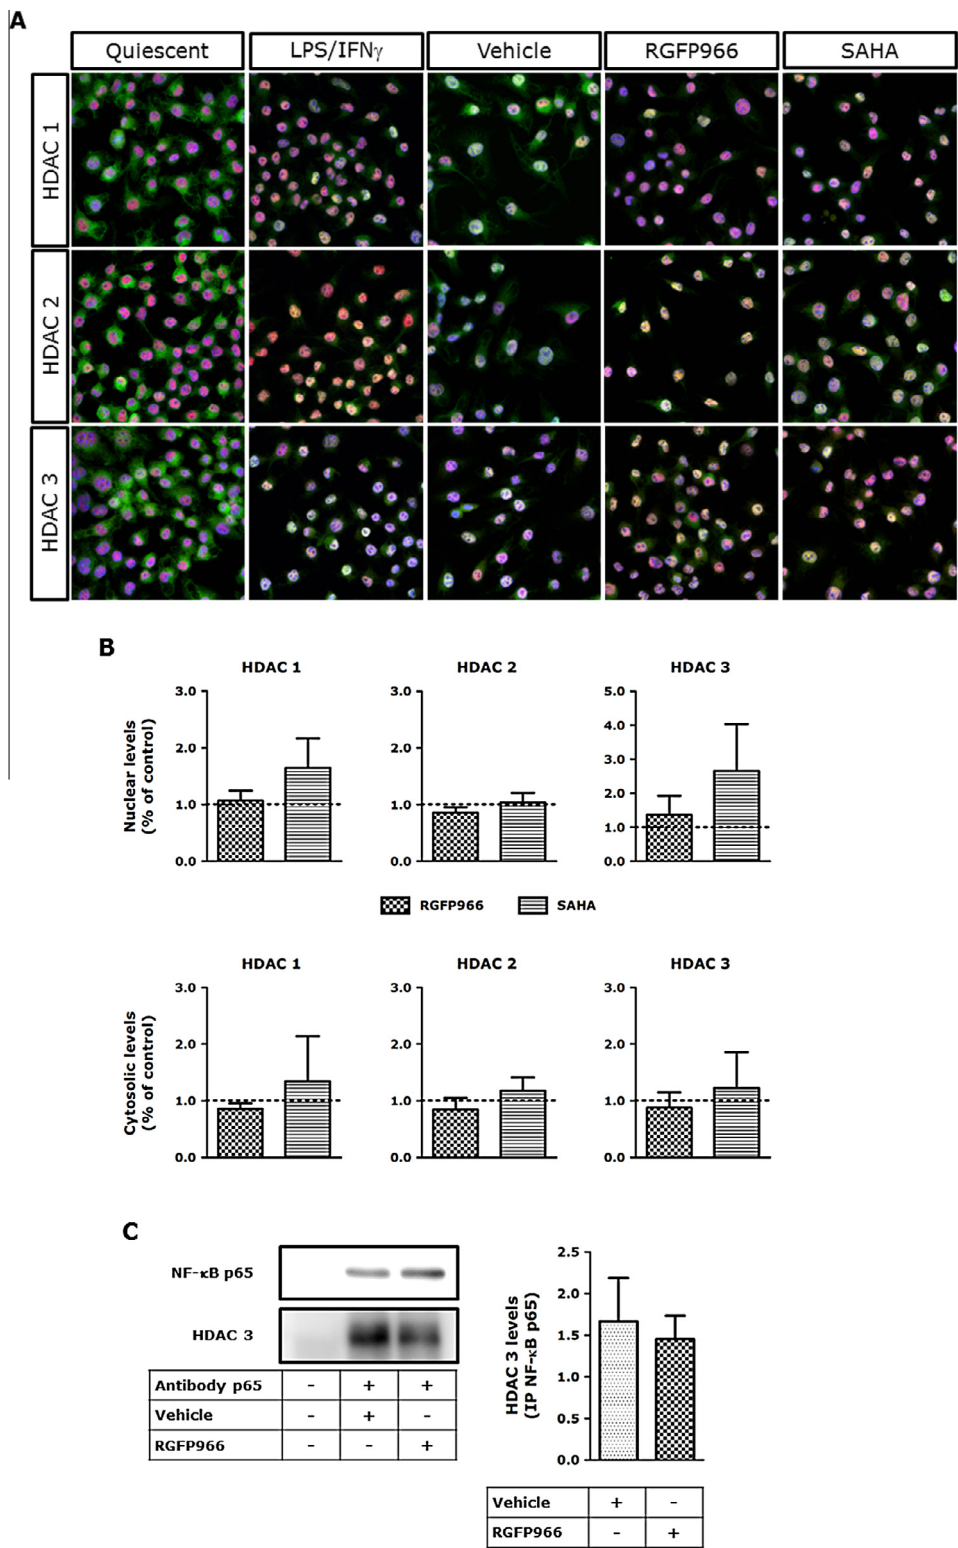 A
Quiescent LPS/IFNγ Vehicle RGFP966 SAHA
HDAC 1
HDAC 2
HDAC 3
B
HDAC 1 HDAC 2 HDAC 3
Nuclear levels
(% of control)
3.0 3.0 5.0
4.0
2.0 2.0 3.0
2.0
1.0 1.0 1.0
0.0 0.0 0.0
RGFP966 SAHA
HDAC 1 HDAC 2 HDAC 3
Cytosolic levels
(% of control)
3.0 3.0 3.0
2.0 2.0 2.0
1.0 1.0 1.0
0.0 0.0 0.0
C
NF-κB p65
HDAC 3
Antibody p65 - + +
Vehicle - + -
RGFP966 - - +
HDAC 3 levels
(IP NF-κB p65)
2.5
2.0
1.5
1.0
0.5
0.0
Vehicle + -
RGFP966 - +